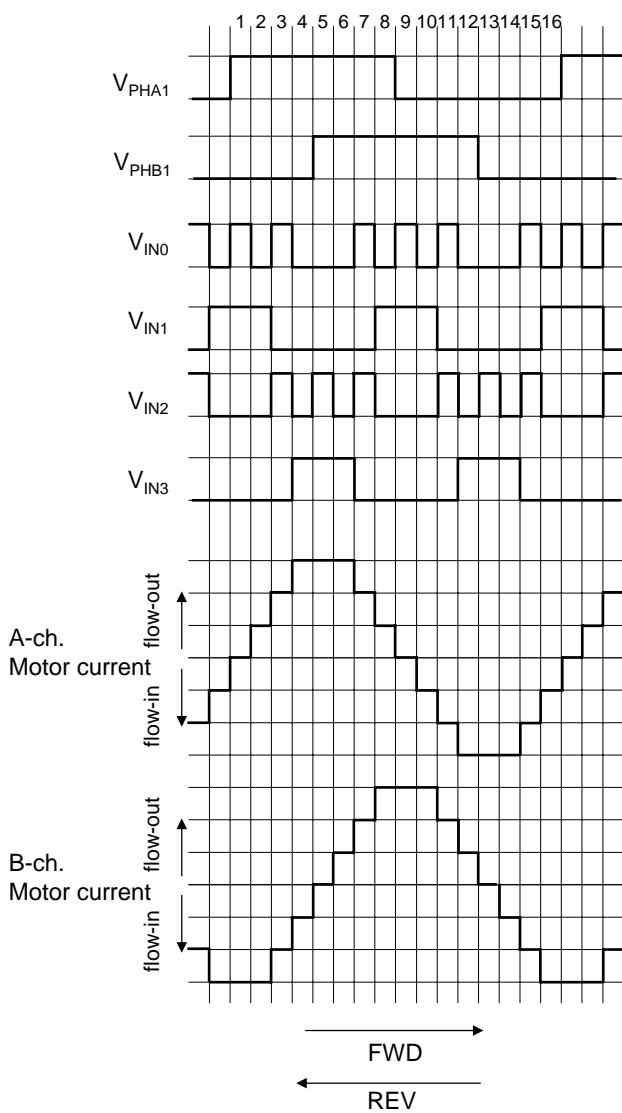 1 2 3 4 5 6 7 8 9 10 11 12 13 14 15 16
VPHA1
VPHB1
VIN0
VIN1
VIN2
VIN3
flow-out
A-ch.
Motor current
flow-in
flow-out
B-ch.
Motor current
flow-in
FWD
REV